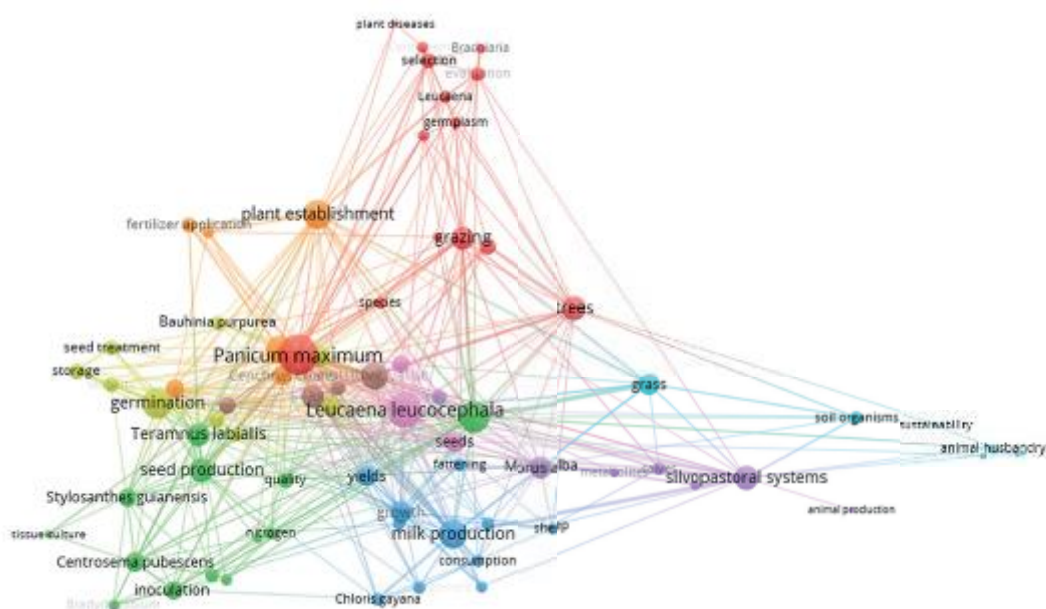 plant diseases
Brachiaria
selection
evaluation
Leucaena
germplasm
plant establishment
fertilizer application
grazing
species
trees
Bauhinia purpurea
seed treatment
Panicum maximum
storage
grass
germination
Leucaena leucocephala
soil organisms
sustainability
Teramnus labialis
seeds
animal husbandry
seed production
fattening
Morus alba
quality
yields
silvopastoral systems
Stylosanthes guianensis
growth
animal production
tissue culture
nitrogen
milk production
sheep
Centrosema pubescens
consumption
inoculation
Chloris gayana